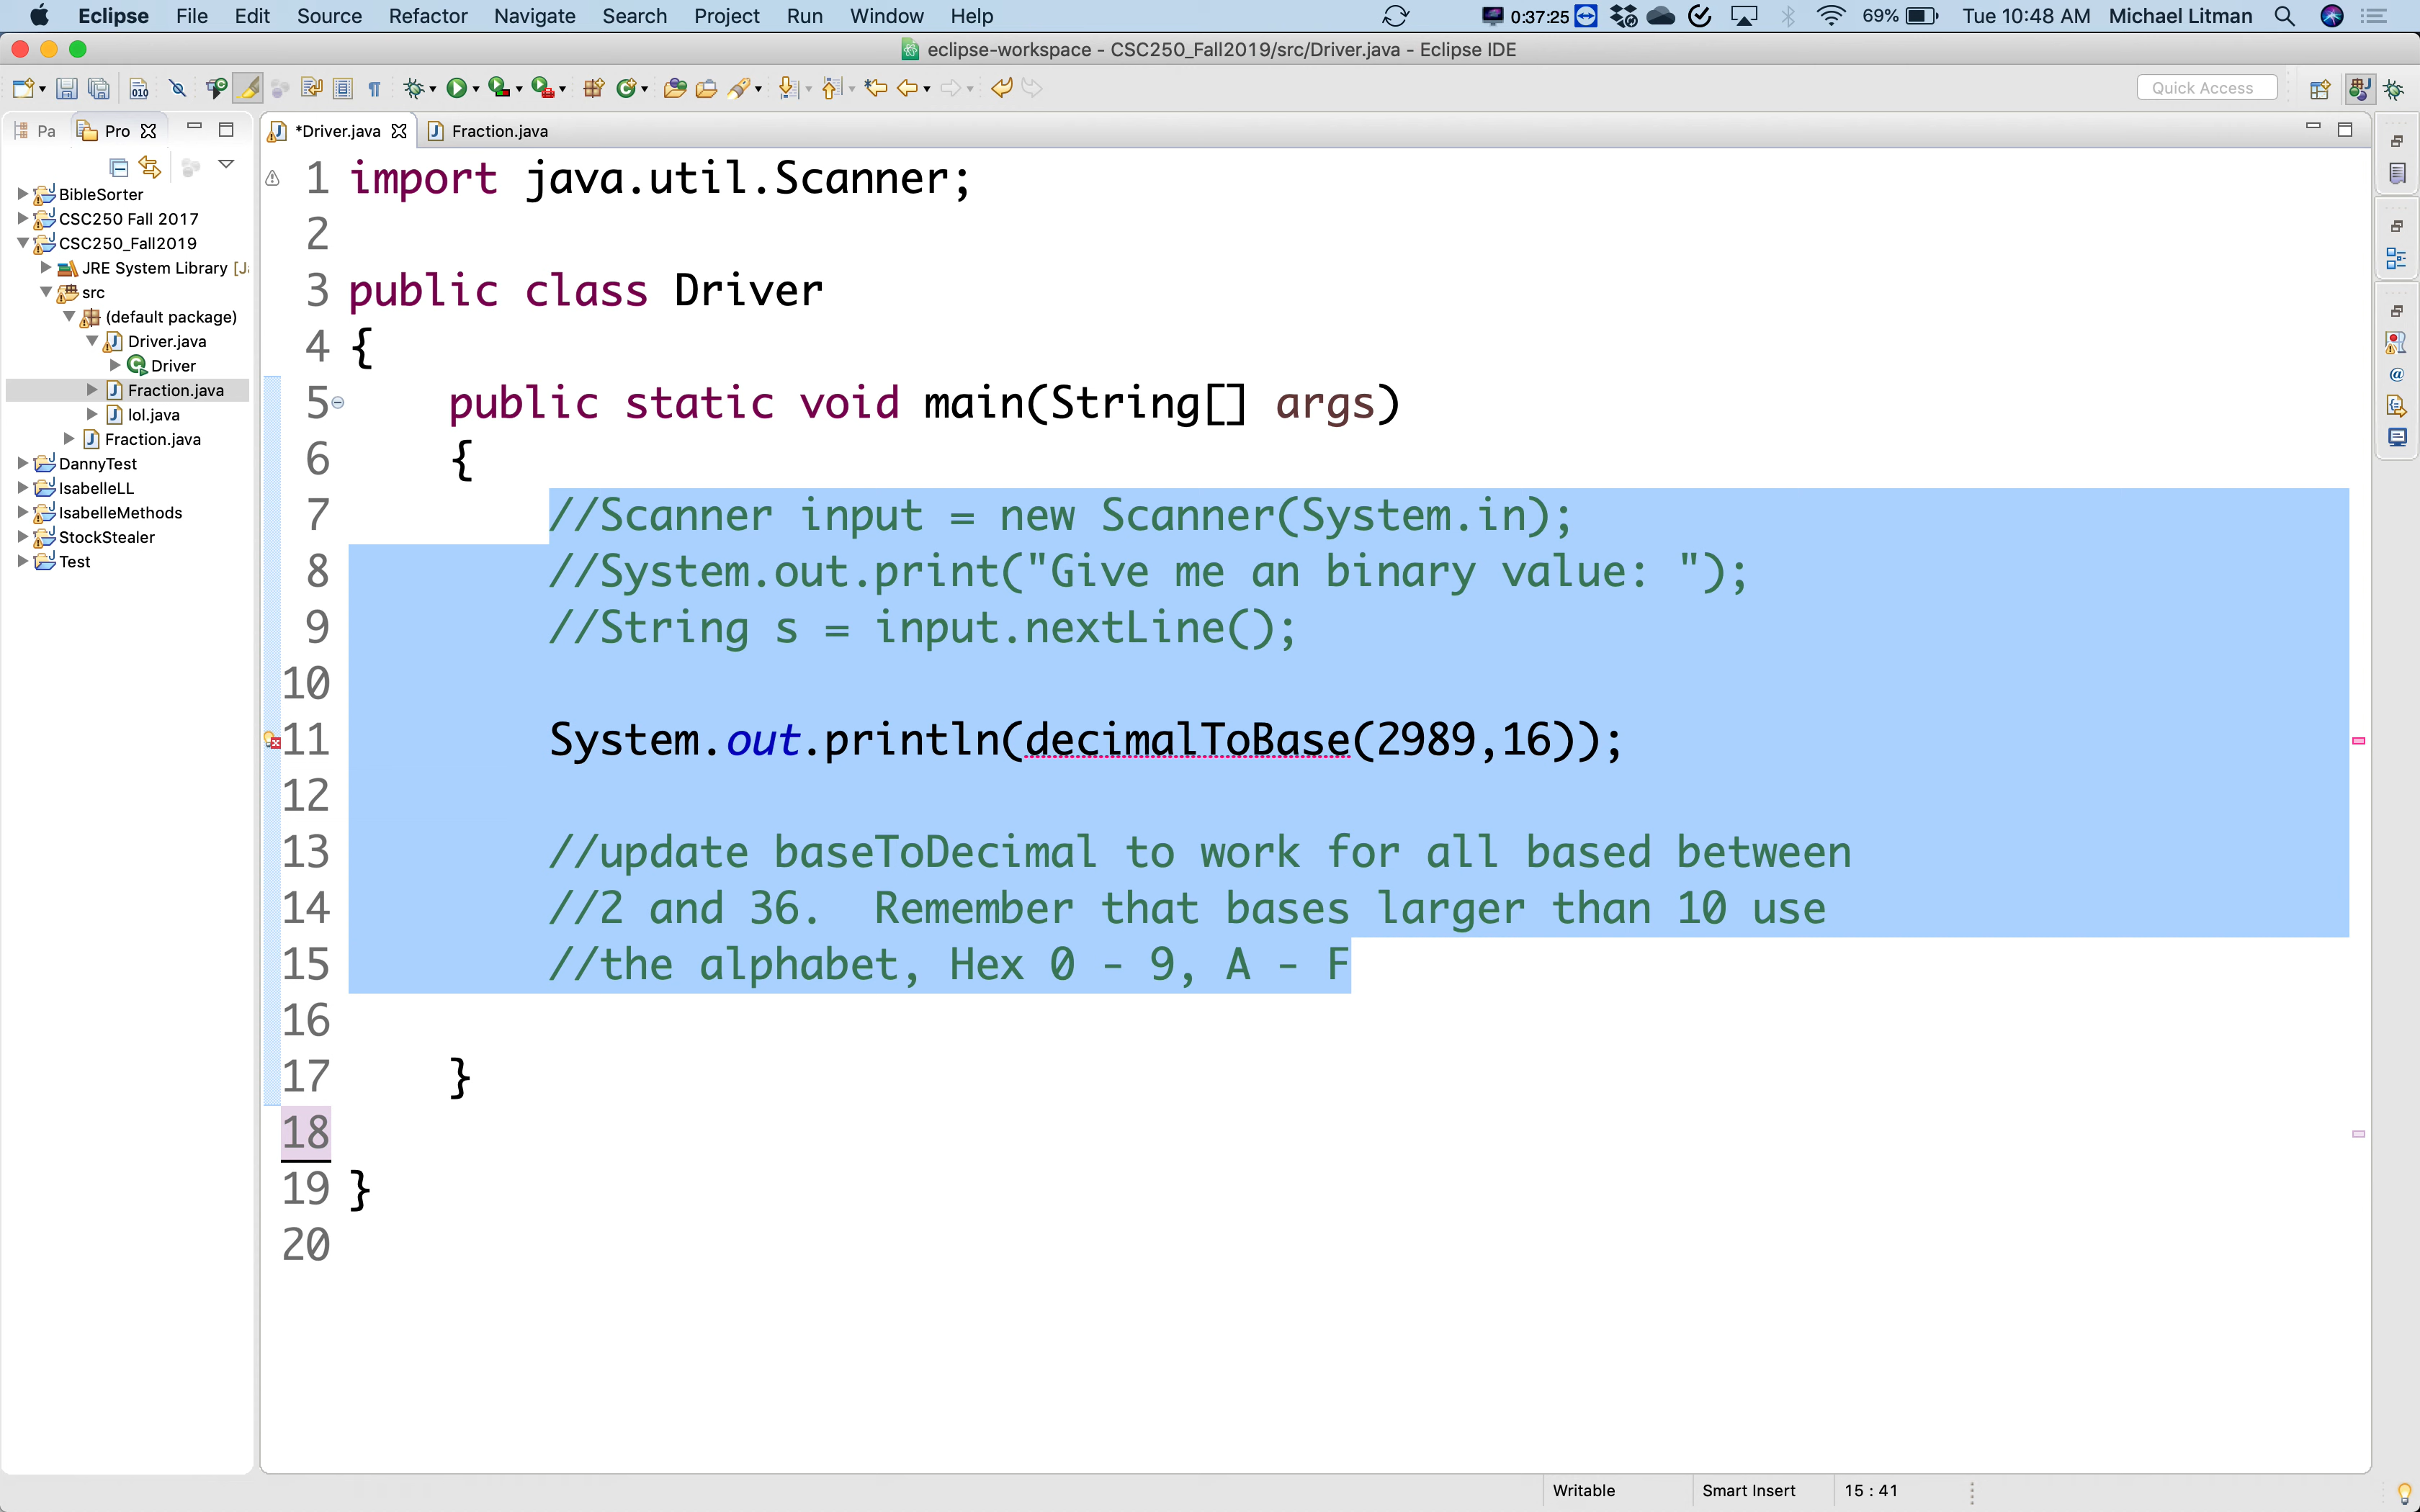 Eclipse File Edit Source Refactor Navigate Search Project Run Window Help 0:37:25 69% Tue 10:48 AM Michael Litman
eclipse-workspace - CSC250_Fall2019/src/Driver.java - Eclipse IDE
Quick Access
Pa Pro
BibleSorter
CSC250 Fall 2017
CSC250_Fall2019
JRE System Library [Ja
src
(default package)
Driver.java
Driver
Fraction.java
lol.java
Fraction.java
DannyTest
IsabelleLL
IsabelleMethods
StockStealer
Test
*Driver.java Fraction.java
1 import java.util.Scanner;
2
3 public class Driver
4 {
5 public static void main(String[] args)
6 {
7 //Scanner input = new Scanner(System.in);
8 //System.out.print("Give me an binary value: ");
9 //String s = input.nextLine();
10
11 System.out.println(decimalToBase(2989,16));
12
13 //update baseToDecimal to work for all based between
14 //2 and 36.  Remember that bases larger than 10 use
15 //the alphabet, Hex 0 - 9, A - F
16
17 }
18
19 }
20
Writable Smart Insert 15 : 41